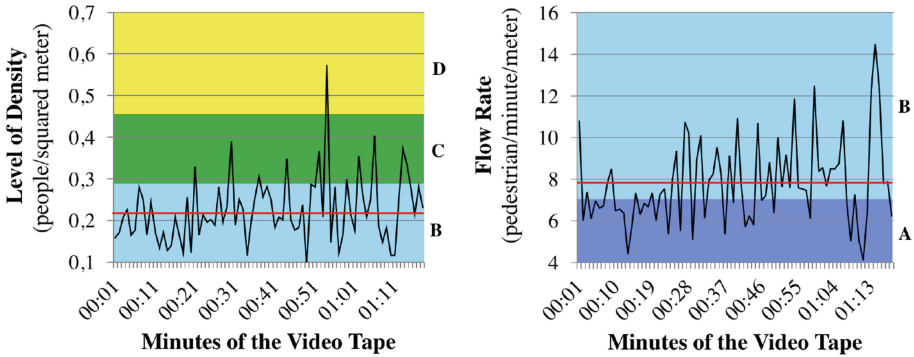 Level of Density
(people/squared meter)
0,7
0,6
0,5
0,4
0,3
0,2
0,1
D
C
B
00:01
00:11
00:21
00:31
00:41
00:51
01:01
01:11
Minutes of the Video Tape
Flow Rate
(pedestrian/minute/meter)
16
14
12
10
8
6
4
B
A
00:01
00:10
00:19
00:28
00:37
00:46
00:55
01:04
01:13
Minutes of the Video Tape